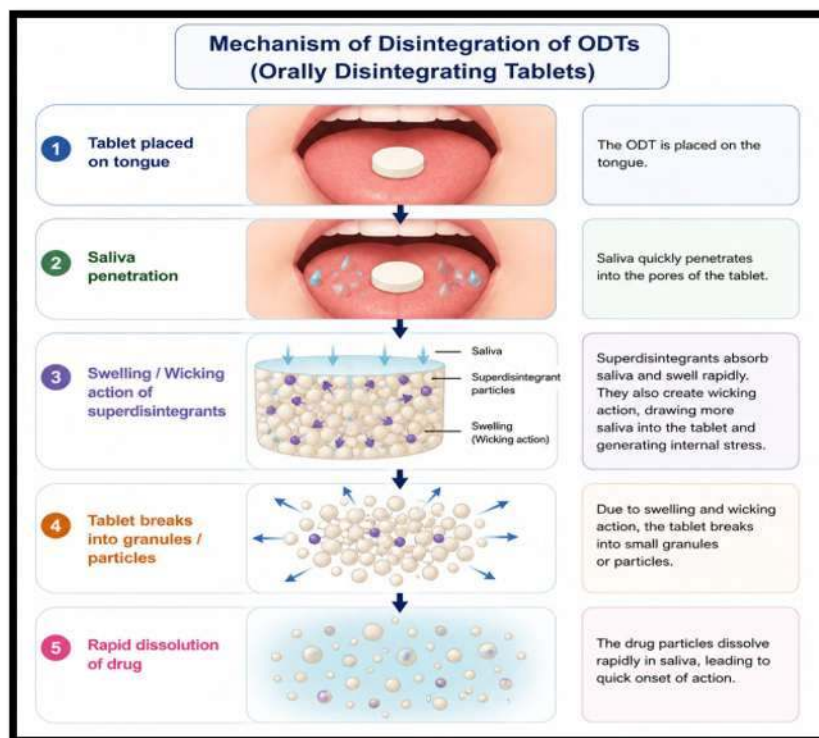 Mechanism of Disintegration of ODTs
(Orally Disintegrating Tablets)
1
Tablet placed
on tongue
The ODT is placed on the
tongue.
2
Saliva
penetration
Saliva quickly penetrates
into the pores of the tablet.
3
Swelling / Wicking
action of
superdisintegrants
Saliva
Superdisintegrant
particles
Swelling
(Wicking action)
Superdisintegrants absorb
saliva and swell rapidly.
They also create wicking
action, drawing more
saliva into the tablet and
generating internal stress.
4
Tablet breaks
into granules /
particles
Due to swelling and wicking
action, the tablet breaks
into small granules
or particles.
5
Rapid dissolution
of drug
The drug particles dissolve
rapidly in saliva, leading to
quick onset of action.